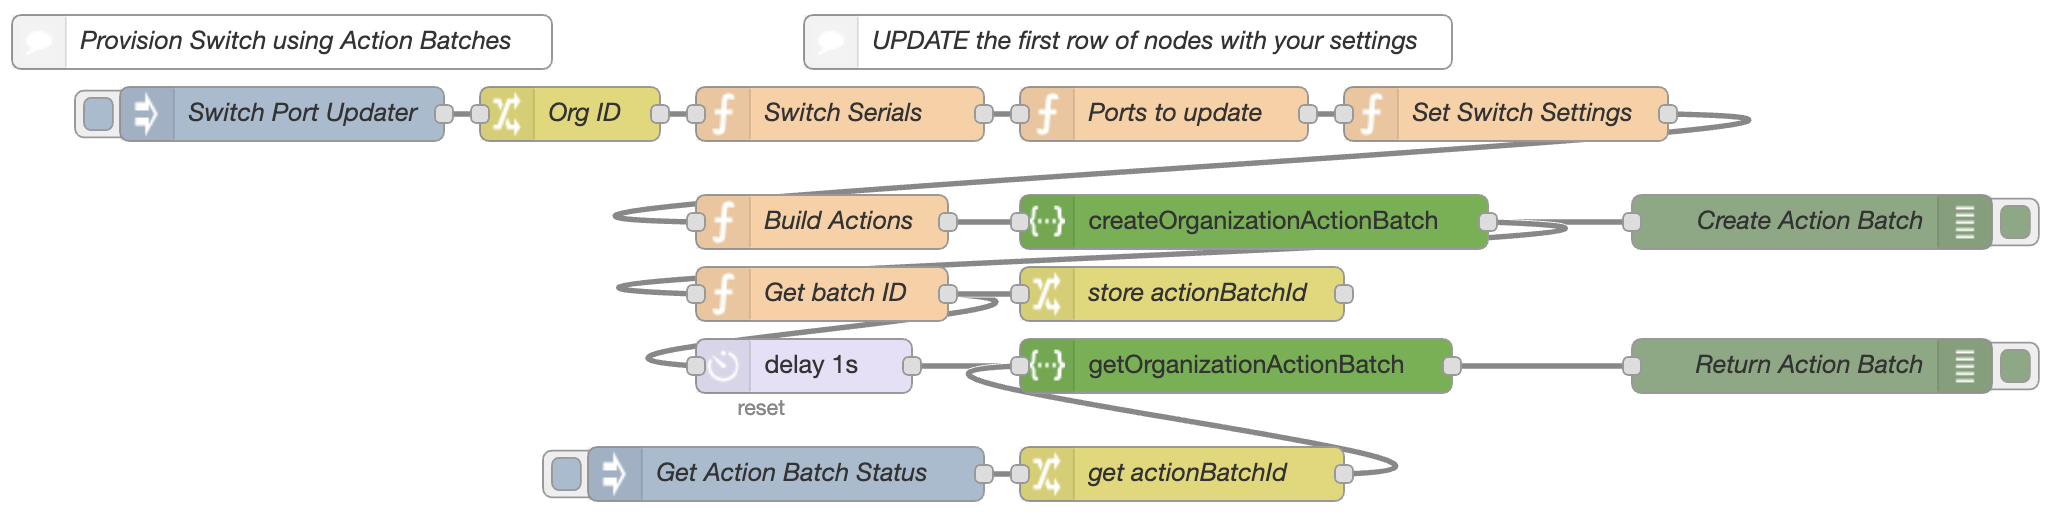 Provision Switch using Action Batches
UPDATE the first row of nodes with your settings
Switch Port Updater
Org ID
Switch Serials
Ports to update
Set Switch Settings
Build Actions
createOrganizationActionBatch
Create Action Batch
Get batch ID
store actionBatchId
delay 1s
getOrganizationActionBatch
Return Action Batch
reset
Get Action Batch Status
get actionBatchId